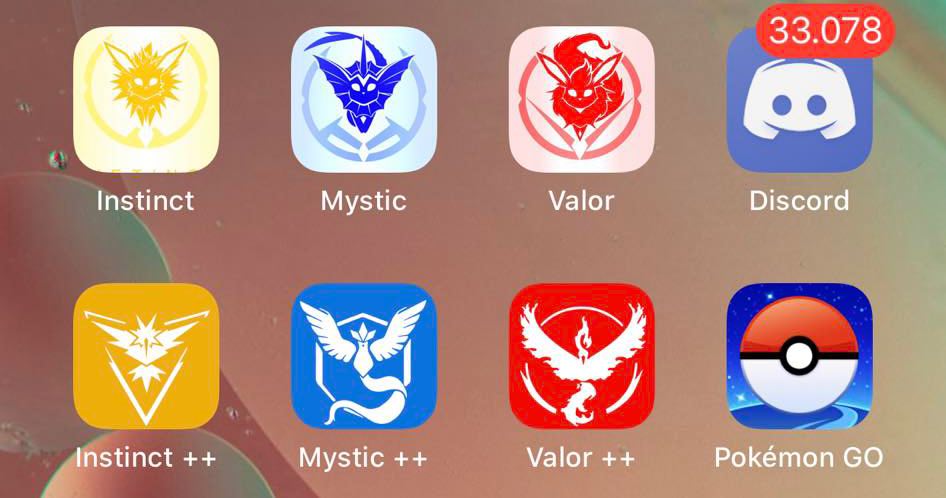 33.078
Instinct
Mystic
Valor
Discord
Instinct ++
Mystic ++
Valor ++
Pokémon GO